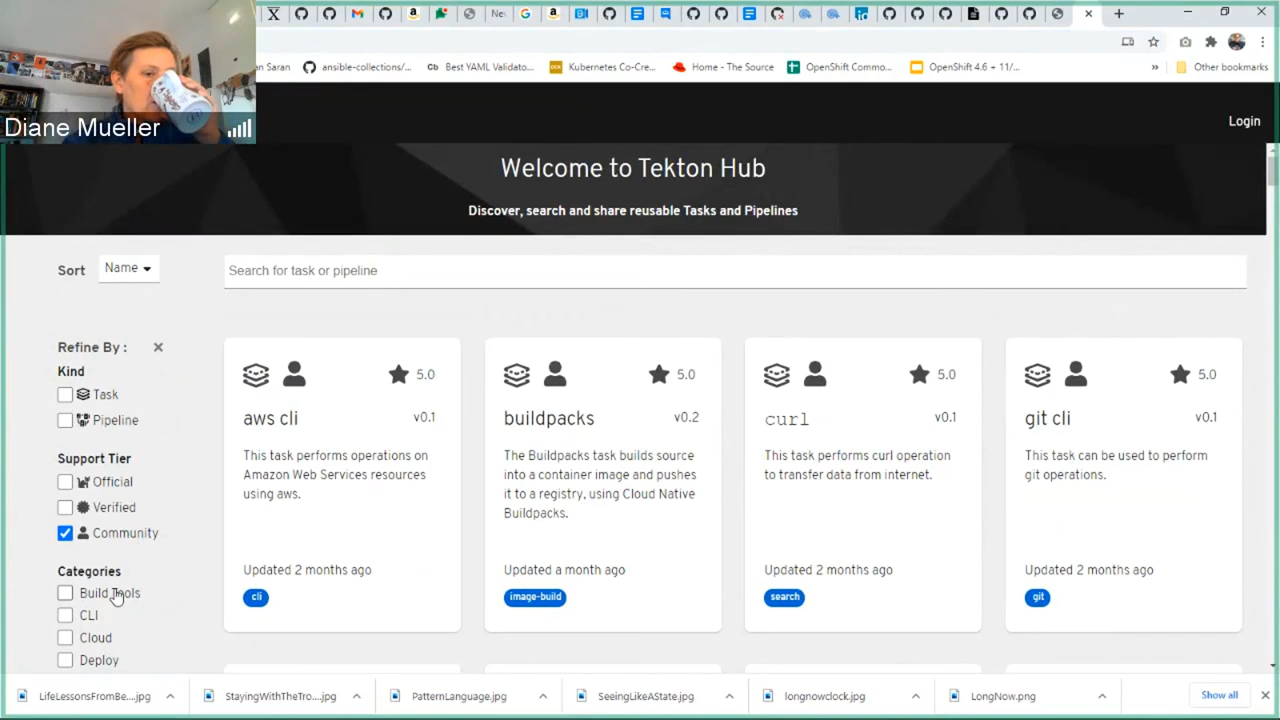 Diane Mueller
Ne
an Saran
ansible-collections/...
Best YAML Validato...
Kubernetes Co-Cre...
Home - The Source
OpenShift Commo...
OpenShift 4.6 + 11/...
»
Other bookmarks
Login
Welcome to Tekton Hub
Discover, search and share reusable Tasks and Pipelines
Sort
Name
Search for task or pipeline
Refine By :
Kind
Task
Pipeline
Support Tier
Official
Verified
Community
Categories
Build Tools
CLI
Cloud
Deploy
5.0
aws cli
v0.1
This task performs operations on
Amazon Web Services resources
using aws.
Updated 2 months ago
cli
5.0
buildpacks
v0.2
The Buildpacks task builds source
into a container image and pushes
it to a registry, using Cloud Native
Buildpacks.
Updated a month ago
image-build
5.0
curl
v0.1
This task performs curl operation
to transfer data from internet.
Updated 2 months ago
search
5.0
git cli
v0.1
This task can be used to perform
git operations.
Updated 2 months ago
git
LifeLessonsFromBe....jpg
StayingWithTheTro....jpg
PatternLanguage.jpg
SeeingLikeAState.jpg
longnowclock.jpg
LongNow.png
Show all